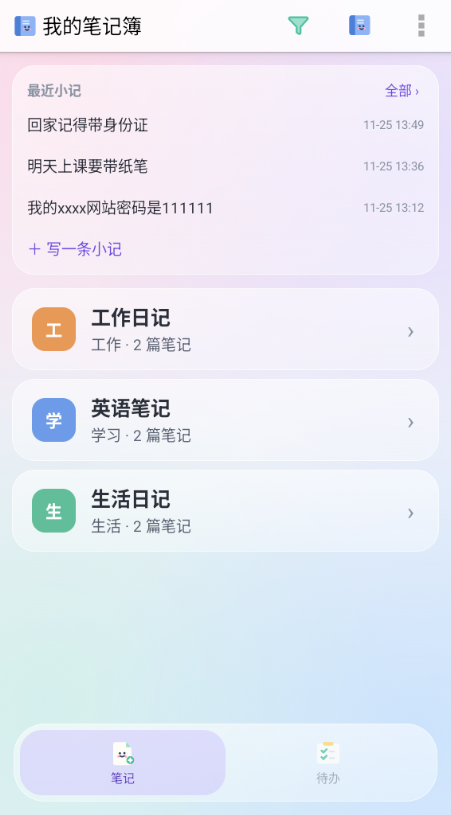 我的笔记簿
最近小记 全部 ›
回家记得带身份证 11-25 13:49
明天上课要带纸笔 11-25 13:36
我的xxxx网站密码是111111 11-25 13:12
＋ 写一条小记
工 工作日记
工作 · 2 篇笔记 ›
学 英语笔记
学习 · 2 篇笔记 ›
生 生活日记
生活 · 2 篇笔记 ›
笔记 待办